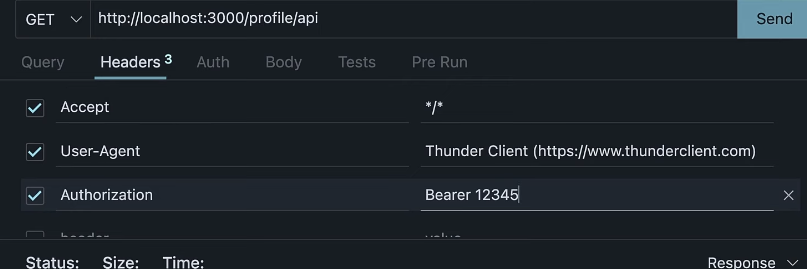 GET http://localhost:3000/profile/api Send
Query Headers 3 Auth Body Tests Pre Run
Accept */*
User-Agent Thunder Client (https://www.thunderclient.com)
Authorization Bearer 12345
header value
Status: Size: Time: Response